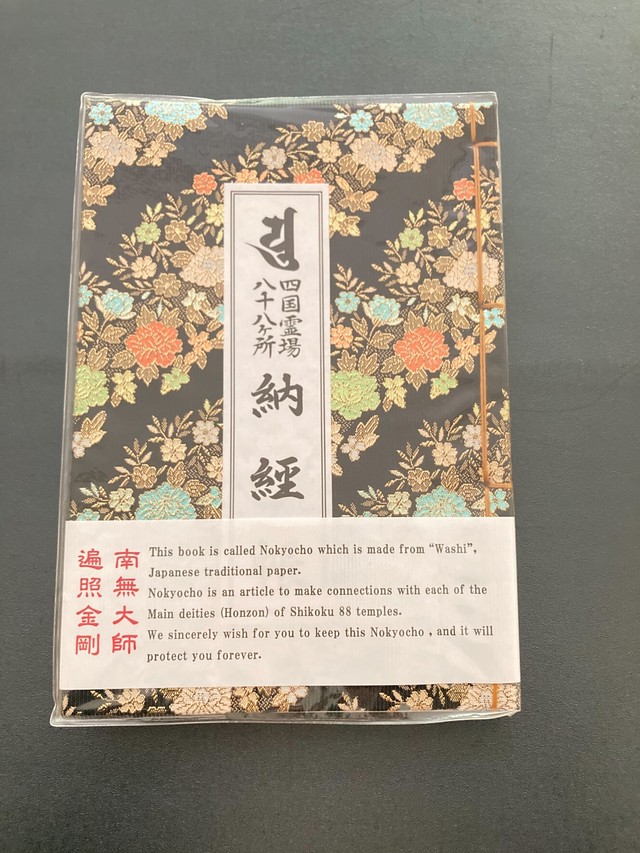 四国霊場
八十八ヶ所
納經
南無大師
遍照金剛
This book is called Nokyocho which is made from “Washi”,
Japanese traditional paper.
Nokyocho is an article to make connections with each of the
Main deities (Honzon) of Shikoku 88 temples.
We sincerely wish for you to keep this Nokyocho , and it will
protect you forever.